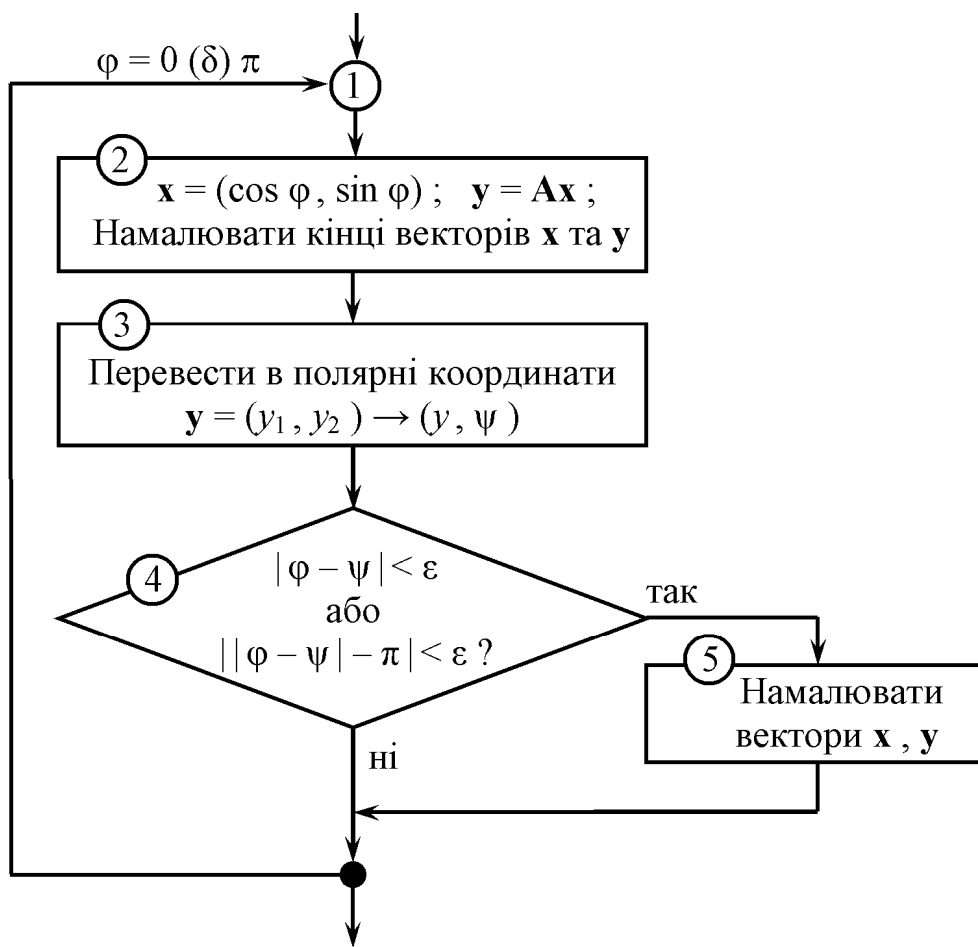 φ = 0 (δ) π
1
2
x = (cos φ , sin φ) ; y = Ax ;
Намалювати кінці векторів x та y
3
Перевести в полярні координати
y = (y₁ , y₂ ) → (y , ψ )
4
| φ – ψ | < ε
або
| | φ – ψ | – π | < ε ?
так
5
Намалювати
вектори x , y
ні